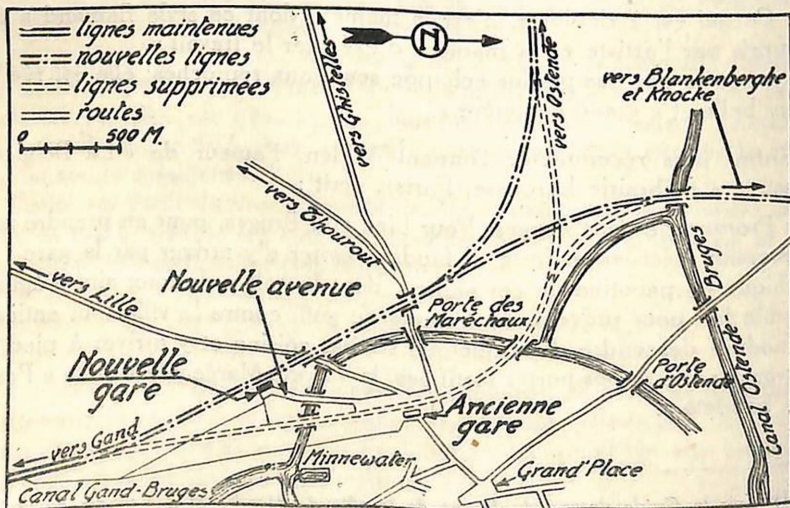 lignes maintenues
nouvelles lignes
lignes supprimées
routes
0 500 M.
N
vers Ghistelles
vers Ostende
vers Blankenberghe
et Knocke
vers Thourout
vers Lille
Nouvelle avenue
Porte des
Maréchaux
Bruges
Nouvelle
gare
Porte
d'Ostende
Canal Ostende
Ancienne
gare
vers Gand
Minnewater
Grand'Place
Canal Gand-Bruges